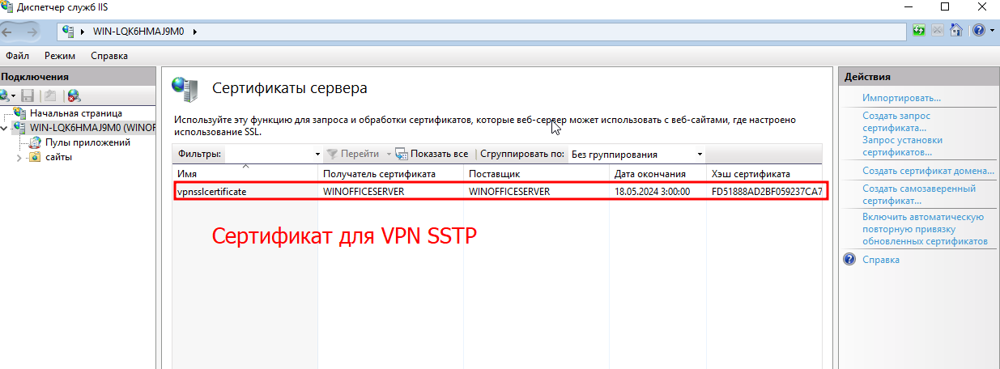 Диспетчер служб IIS
WIN-LQK6HMAJ9M0
Файл Режим Справка
Подключения
Начальная страница
WIN-LQK6HMAJ9M0 (WINOF
Пулы приложений
сайты
Сертификаты сервера
Используйте эту функцию для запроса и обработки сертификатов, которые веб-сервер может использовать с веб-сайтами, где настроено
использование SSL.
Фильтры: Перейти Показать все Сгруппировать по: Без группирования
Имя Получатель сертификата Поставщик Дата окончания Хэш сертификата
vpnsslcertificate WINOFFICESERVER WINOFFICESERVER 18.05.2024 3:00:00 FD51888AD2BF059237CA7
Сертификат для VPN SSTP
Действия
Импортировать...
Создать запрос
сертификата...
Запрос установки
сертификатов...
Создать сертификат домена...
Создать самозаверенный
сертификат...
Включить автоматическую
повторную привязку
обновленных сертификатов
Справка